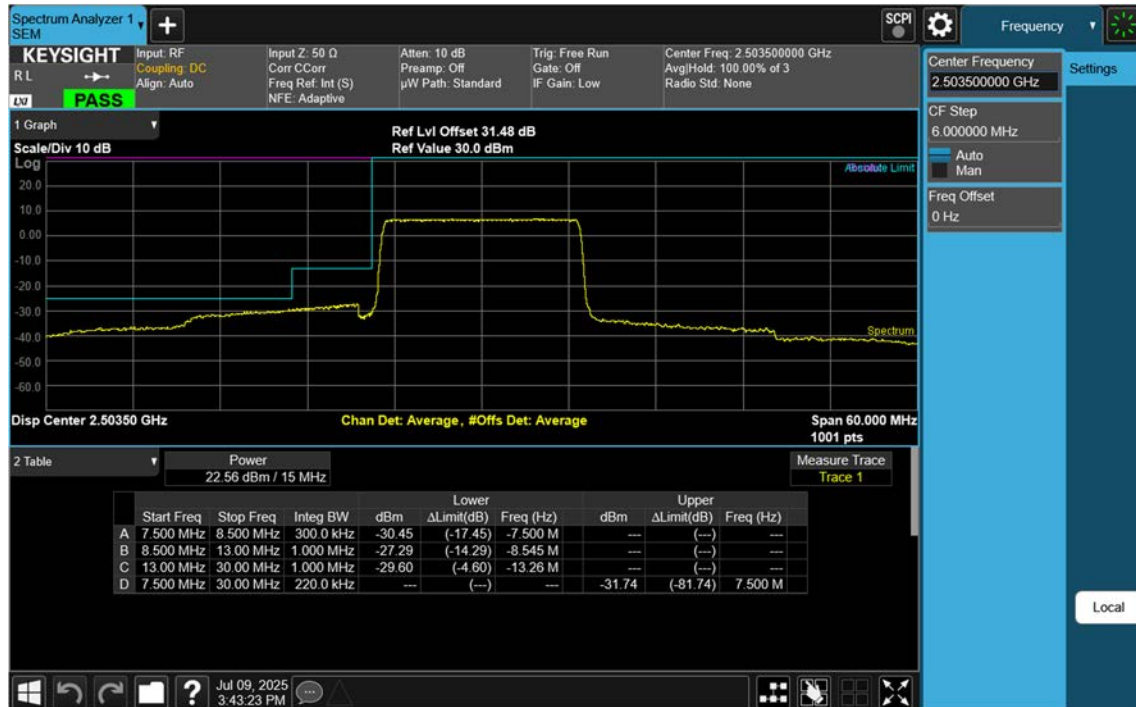 Spectrum Analyzer 1
SEM
+
SCPI
Frequency
KEYSIGHT
R L
LXI
PASS
Input: RF
Coupling: DC
Align: Auto
Input Z: 50 Ω
Corr CCorr
Freq Ref: Int (S)
NFE: Adaptive
Atten: 10 dB
Preamp: Off
µW Path: Standard
Trig: Free Run
Gate: Off
IF Gain: Low
Center Freq: 2.503500000 GHz
Avg|Hold: 100.00% of 3
Radio Std: None
Center Frequency
2.503500000 GHz
Settings
CF Step
6.000000 MHz
Auto
Man
Freq Offset
0 Hz
1 Graph
Scale/Div 10 dB
Ref Lvl Offset 31.48 dB
Ref Value 30.0 dBm
Log
Absolute Limit
20.0
10.0
0.00
-10.0
-20.0
-30.0
-40.0
-50.0
-60.0
Spectrum
Disp Center 2.50350 GHz
Chan Det: Average, #Offs Det: Average
Span 60.000 MHz
1001 pts
2 Table
Power
22.56 dBm / 15 MHz
Measure Trace
Trace 1
Lower Upper
Start Freq Stop Freq Integ BW dBm ΔLimit(dB) Freq (Hz) dBm ΔLimit(dB) Freq (Hz)
A 7.500 MHz 8.500 MHz 300.0 kHz -30.45 (-17.45) -7.500 M --- (---) ---
B 8.500 MHz 13.00 MHz 1.000 MHz -27.29 (-14.29) -8.545 M --- (---) ---
C 13.00 MHz 30.00 MHz 1.000 MHz -29.60 (-4.60) -13.26 M --- (---) ---
D 7.500 MHz 30.00 MHz 220.0 kHz --- (---) --- -31.74 (-81.74) 7.500 M
Local
?
Jul 09, 2025
3:43:23 PM